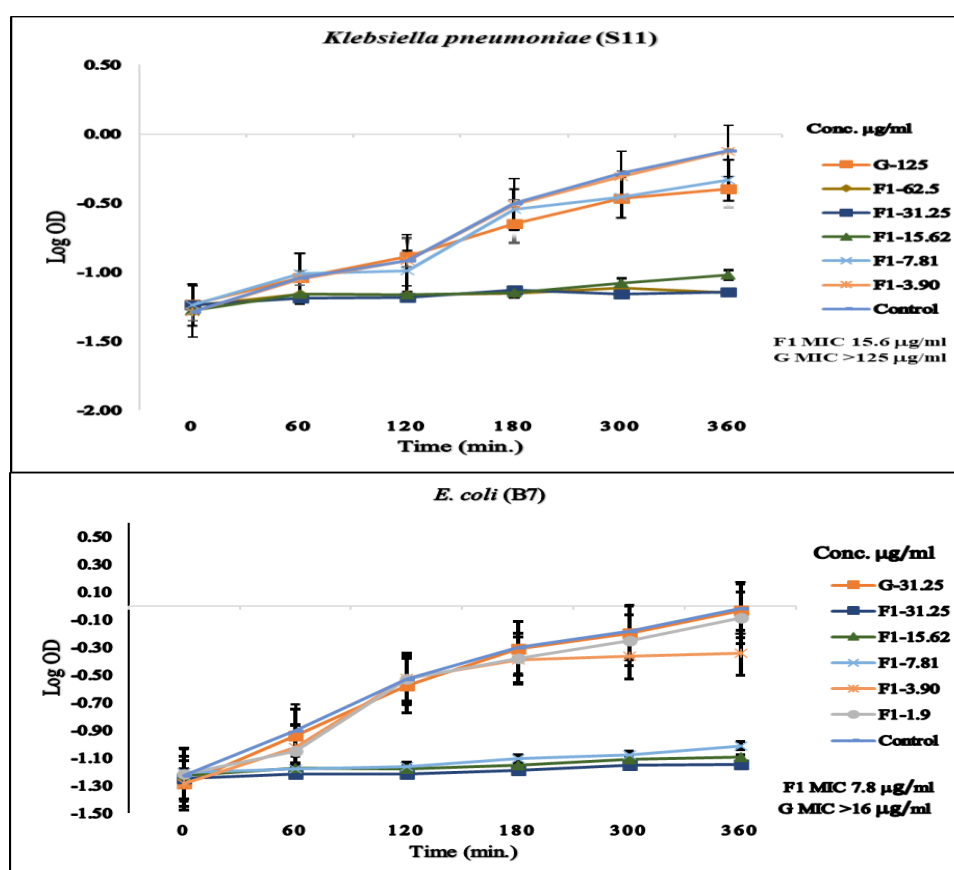 Klebsiella pneumoniae (S11)
0.50
0.00
-0.50
-1.00
-1.50
-2.00
Log OD
0 60 120 180 300 360
Time (min.)
Conc. µg/ml
G-125
F1-62.5
F1-31.25
F1-15.62
F1-7.81
F1-3.90
Control
F1 MIC 15.6 µg/ml
G MIC >125 µg/ml
E. coli (B7)
0.50
0.30
0.10
-0.10
-0.30
-0.50
-0.70
-0.90
-1.10
-1.30
-1.50
Log OD
0 60 120 180 300 360
Time (min.)
Conc. µg/ml
G-31.25
F1-31.25
F1-15.62
F1-7.81
F1-3.90
F1-1.9
Control
F1 MIC 7.8 µg/ml
G MIC >16 µg/ml